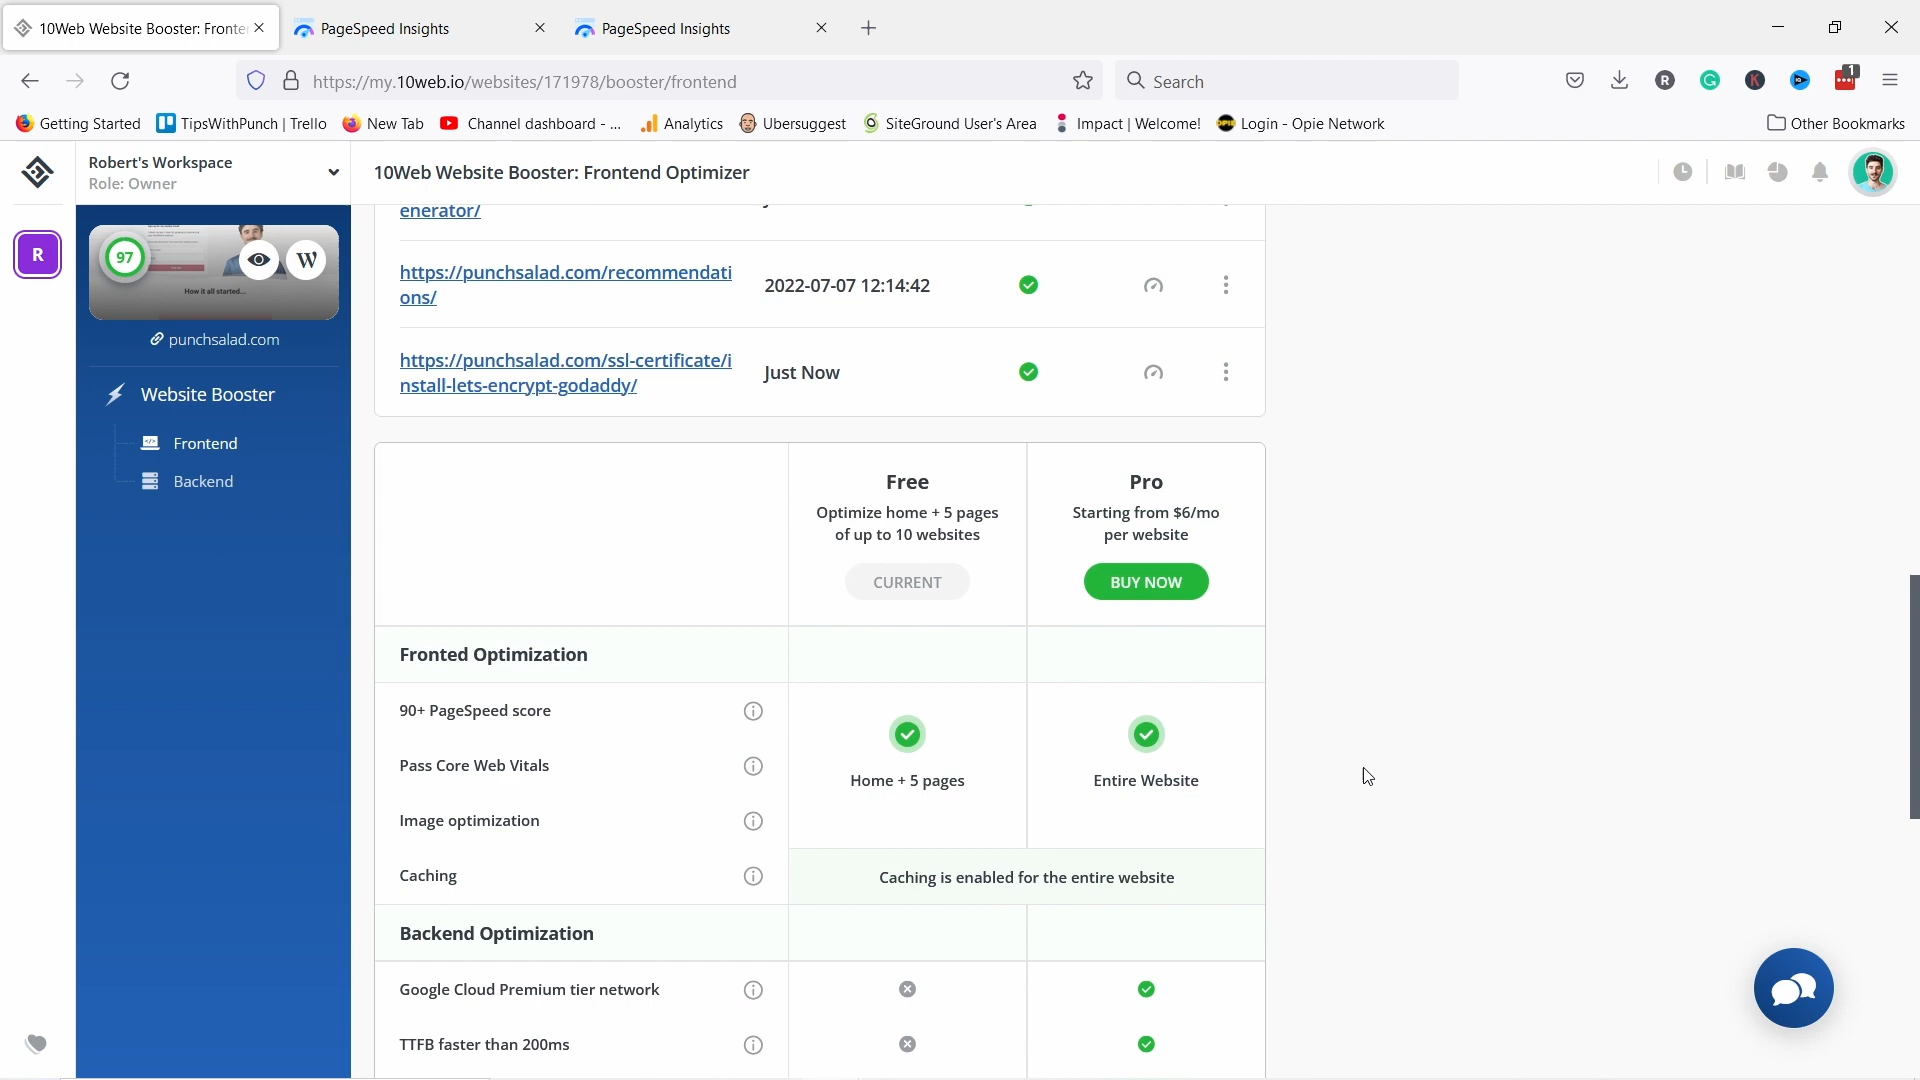 10Web Website Booster: Fronte
PageSpeed Insights
PageSpeed Insights
https://my.10web.io/websites/171978/booster/frontend
Search
R
G
K
1
Getting Started
TipsWithPunch | Trello
New Tab
Channel dashboard - ...
Analytics
Ubersuggest
SiteGround User's Area
Impact | Welcome!
OPIE
Login - Opie Network
Other Bookmarks
Robert's Workspace
Role: Owner
10Web Website Booster: Frontend Optimizer
R
97
W
How it all started...
punchsalad.com
Website Booster
Frontend
Backend
enerator/
https://punchsalad.com/recommendati
ons/
2022-07-07 12:14:42
https://punchsalad.com/ssl-certificate/i
nstall-lets-encrypt-godaddy/
Just Now
Free
Optimize home + 5 pages
of up to 10 websites
CURRENT
Pro
Starting from $6/mo
per website
BUY NOW
Fronted Optimization
90+ PageSpeed score
Pass Core Web Vitals
Image optimization
Caching
Home + 5 pages
Entire Website
Caching is enabled for the entire website
Backend Optimization
Google Cloud Premium tier network
TTFB faster than 200ms